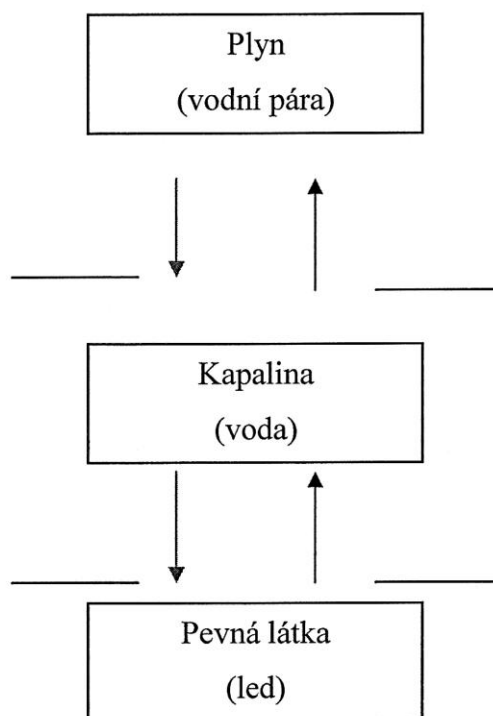 Plyn
(vodní pára)
Kapalina
(voda)
Pevná látka
(led)